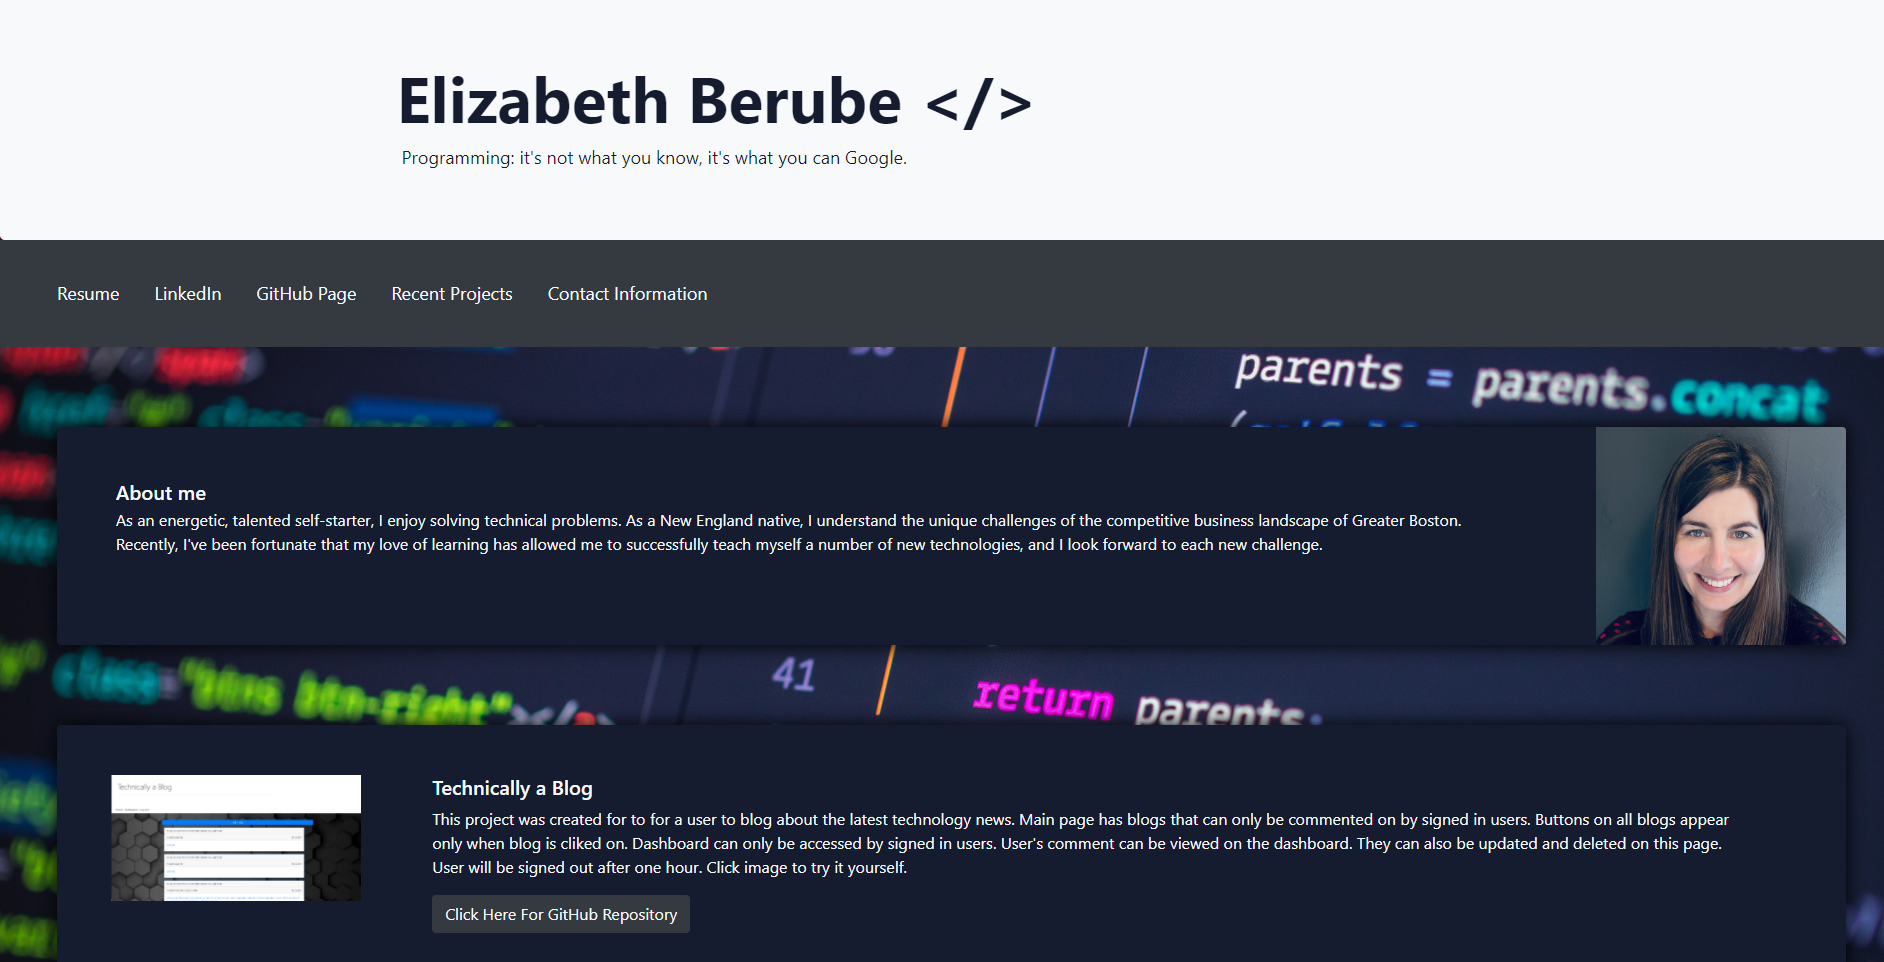 Elizabeth Berube </>
Programming: it's not what you know, it's what you can Google.
Resume LinkedIn GitHub Page Recent Projects Contact Information
parents = parents.concat
About me
As an energetic, talented self-starter, I enjoy solving technical problems. As a New England native, I understand the unique challenges of the competitive business landscape of Greater Boston.
Recently, I've been fortunate that my love of learning has allowed me to successfully teach myself a number of new technologies, and I look forward to each new challenge.
class="btns btn-right"></
41
return parents;
Technically a Blog
Technically a Blog
This project was created for to for a user to blog about the latest technology news. Main page has blogs that can only be commented on by signed in users. Buttons on all blogs appear
only when blog is cliked on. Dashboard can only be accessed by signed in users. User's comment can be viewed on the dashboard. They can also be updated and deleted on this page.
User will be signed out after one hour. Click image to try it yourself.
Click Here For GitHub Repository